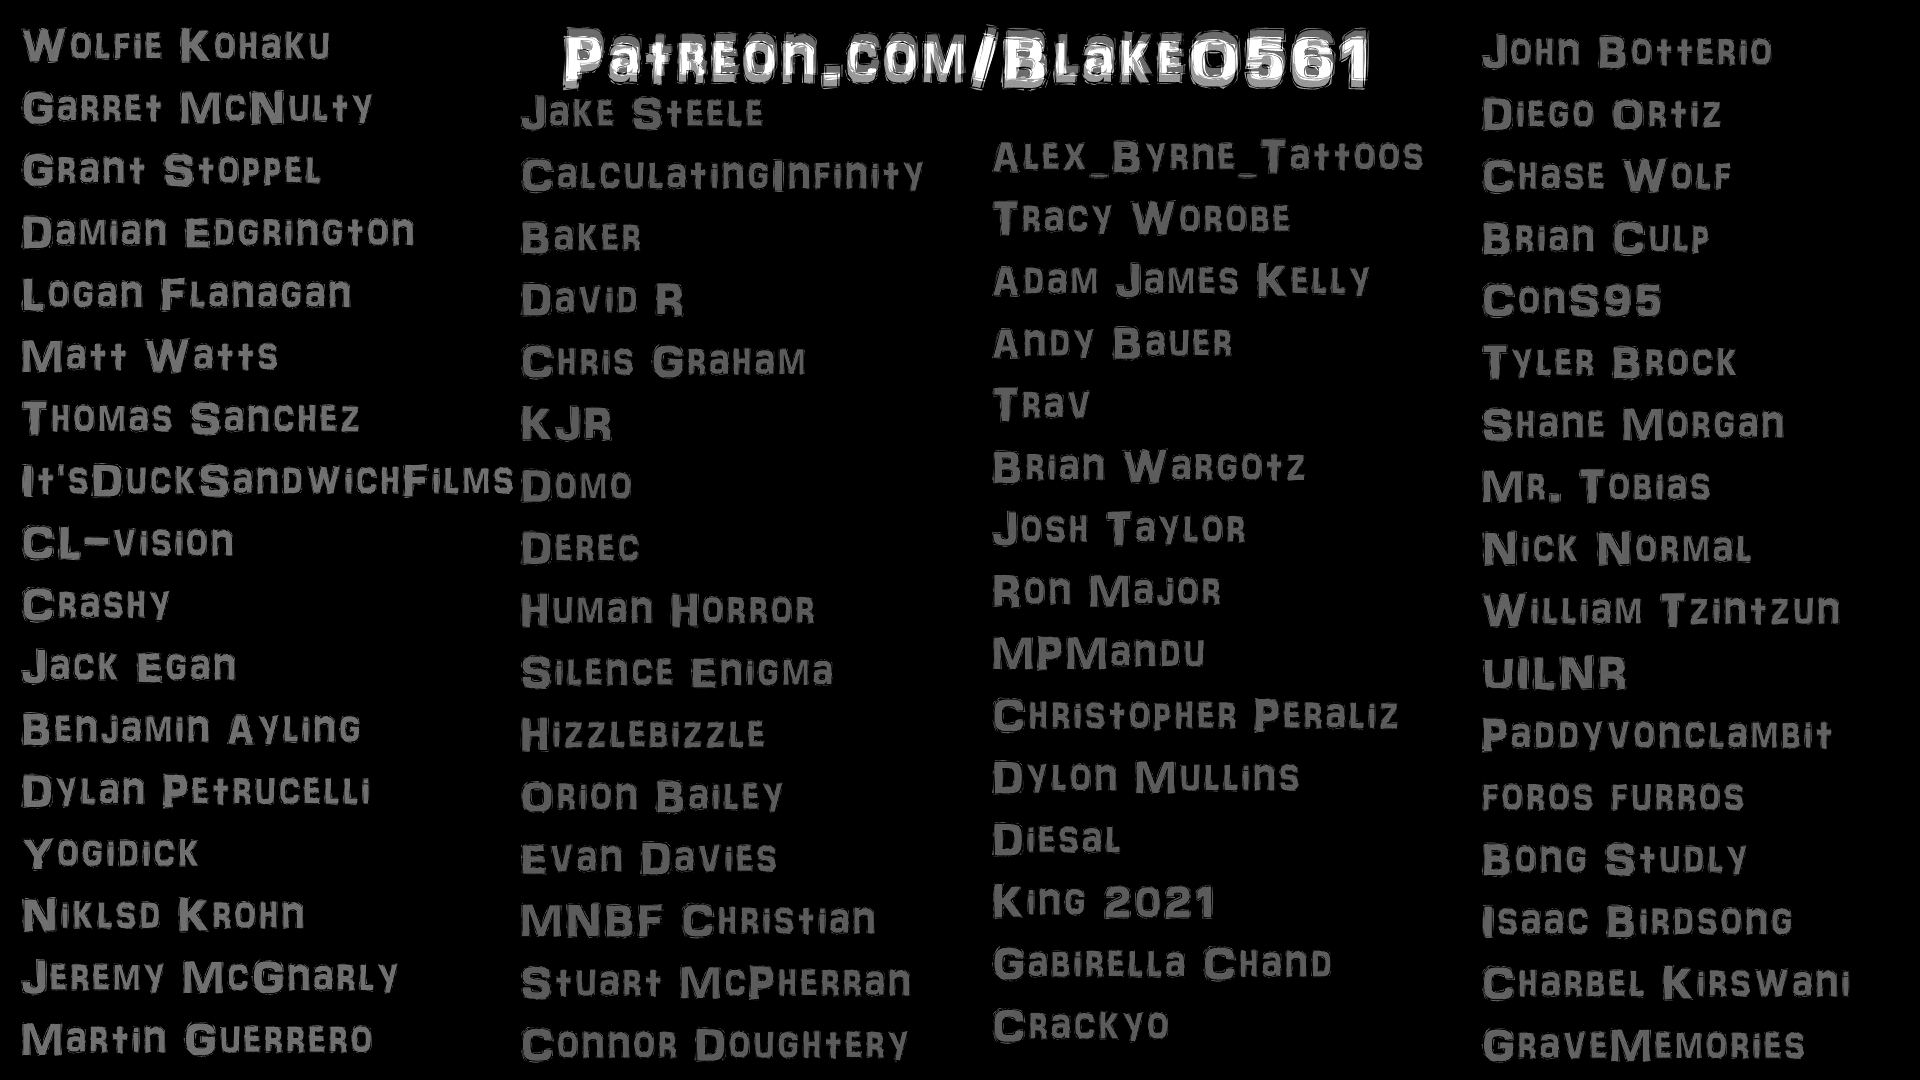 Patreon.com/Blake0561
Wolfie Kohaku
Garret McNulty
Grant Stoppel
Damian Edgrington
Logan Flanagan
Matt Watts
Thomas Sanchez
It'sDuckSandwichFilms
CL-Vision
Crashy
Jack Egan
Benjamin Ayling
Dylan Petrucelli
Yogidick
Niklsd Krohn
Jeremy McGnarly
Martin Guerrero
Jake Steele
CalculatingInfinity
Baker
David R
Chris Graham
KJR
Domo
Derec
Human Horror
Silence Enigma
Hizzlebizzle
Orion Bailey
Evan Davies
MNBF Christian
Stuart McPherran
Connor Doughtery
Alex_Byrne_Tattoos
Tracy Worobe
Adam James Kelly
Andy Bauer
Trav
Brian Wargotz
Josh Taylor
Ron Major
MPMandu
Christopher Peraliz
Dylon Mullins
Diesal
King 2021
Gabirella Chand
Crackyo
John Botterio
Diego Ortiz
Chase Wolf
Brian Culp
ConS95
Tyler Brock
Shane Morgan
Mr. Tobias
Nick Normal
William Tzintzun
UILNR
Paddyvonclambit
foros furros
Bong Studly
Isaac Birdsong
Charbel Kirswani
GraveMemories